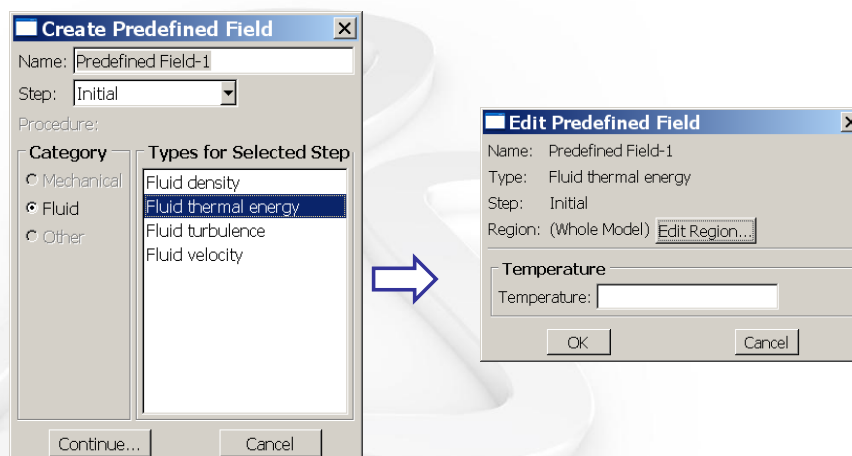 Create Predefined Field
Name: Predefined Field-1
Step: Initial
Procedure:
Category
Mechanical
Fluid
Other
Types for Selected Step
Fluid density
Fluid thermal energy
Fluid turbulence
Fluid velocity
Continue...
Cancel
Edit Predefined Field
Name: Predefined Field-1
Type: Fluid thermal energy
Step: Initial
Region: (Whole Model) Edit Region...
Temperature
Temperature:
OK
Cancel